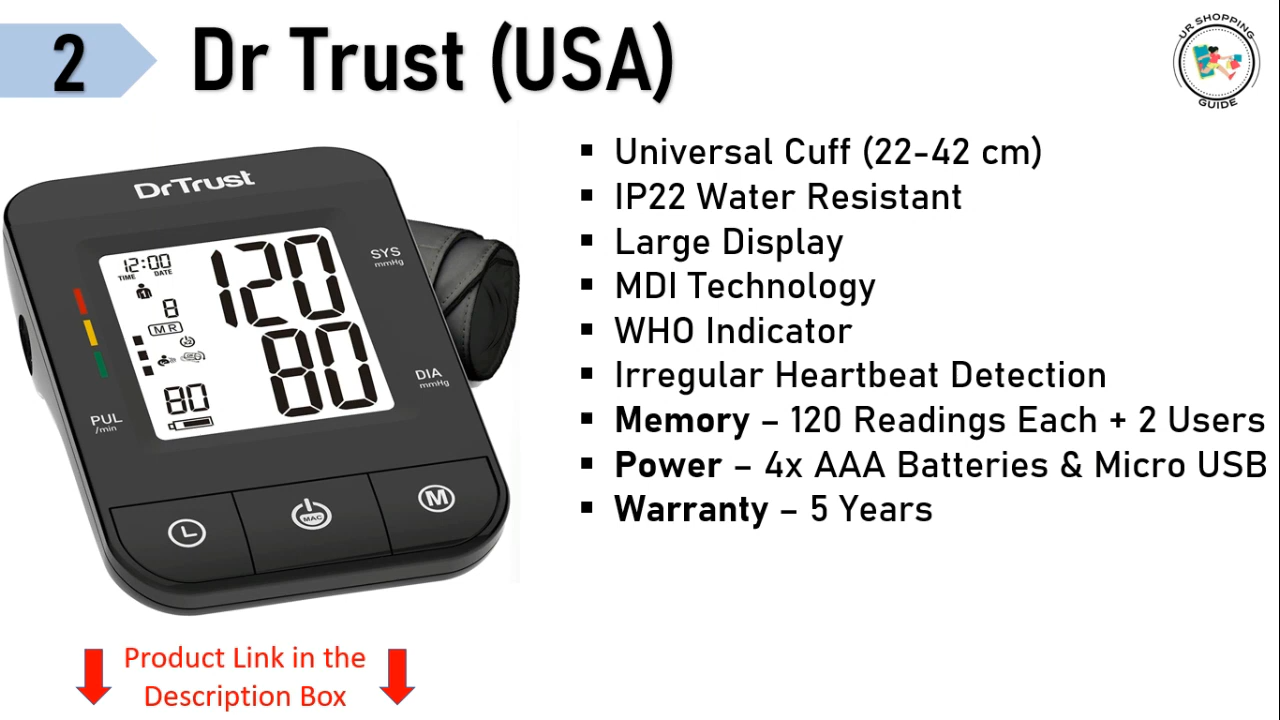 2
Dr Trust (USA)
UR SHOPPING
GUIDE
Universal Cuff (22-42 cm)
IP22 Water Resistant
Large Display
MDI Technology
WHO Indicator
Irregular Heartbeat Detection
Memory – 120 Readings Each + 2 Users
Power – 4x AAA Batteries & Micro USB
Warranty – 5 Years
DrTrust
12:00
TIME DATE
120
SYS
mmHg
8
MR
80
DIA
mmHg
80
PUL
/min
MAC
M
Product Link in the
Description Box